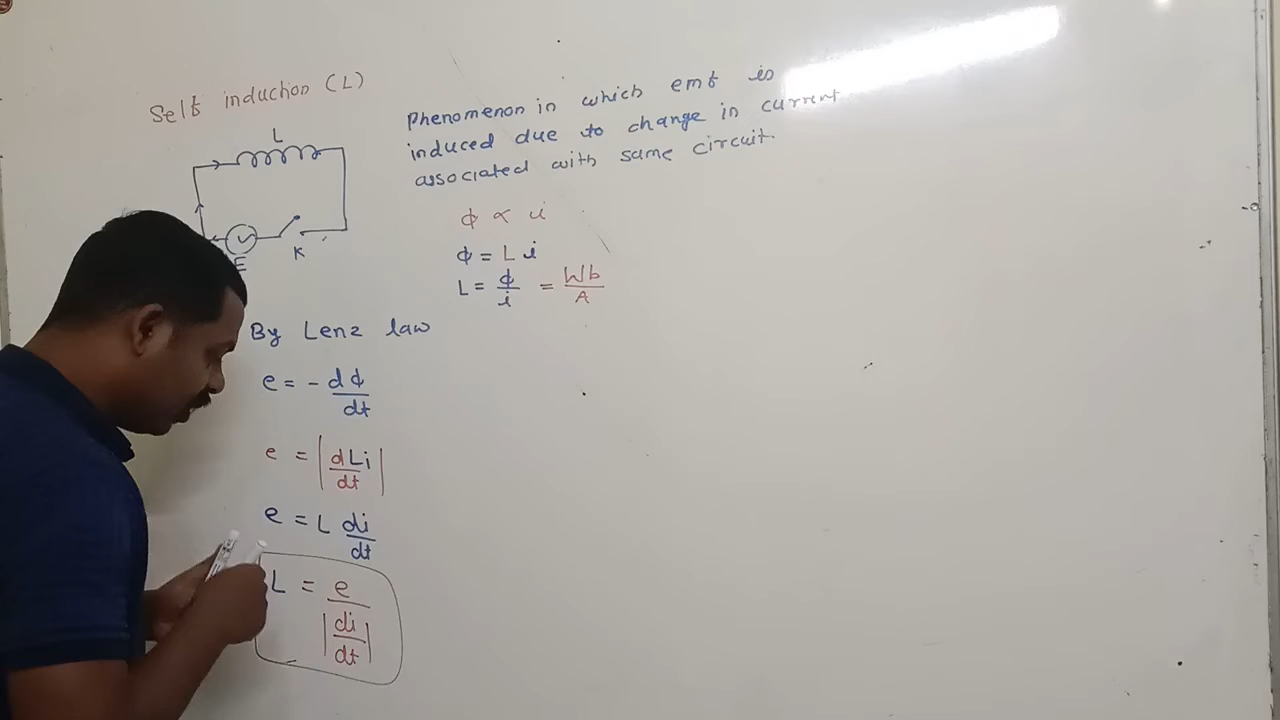 Self induction (L)
L
E
K
Phenomenon in which emf is
induced due to change in current
associated with same circuit.
ϕ ∝ i
ϕ = L i
L = ϕ/i = Wb/A
By Lenz law
e = - dϕ/dt
e = |dLi/dt|
e = L di/dt
L = e/|di/dt|